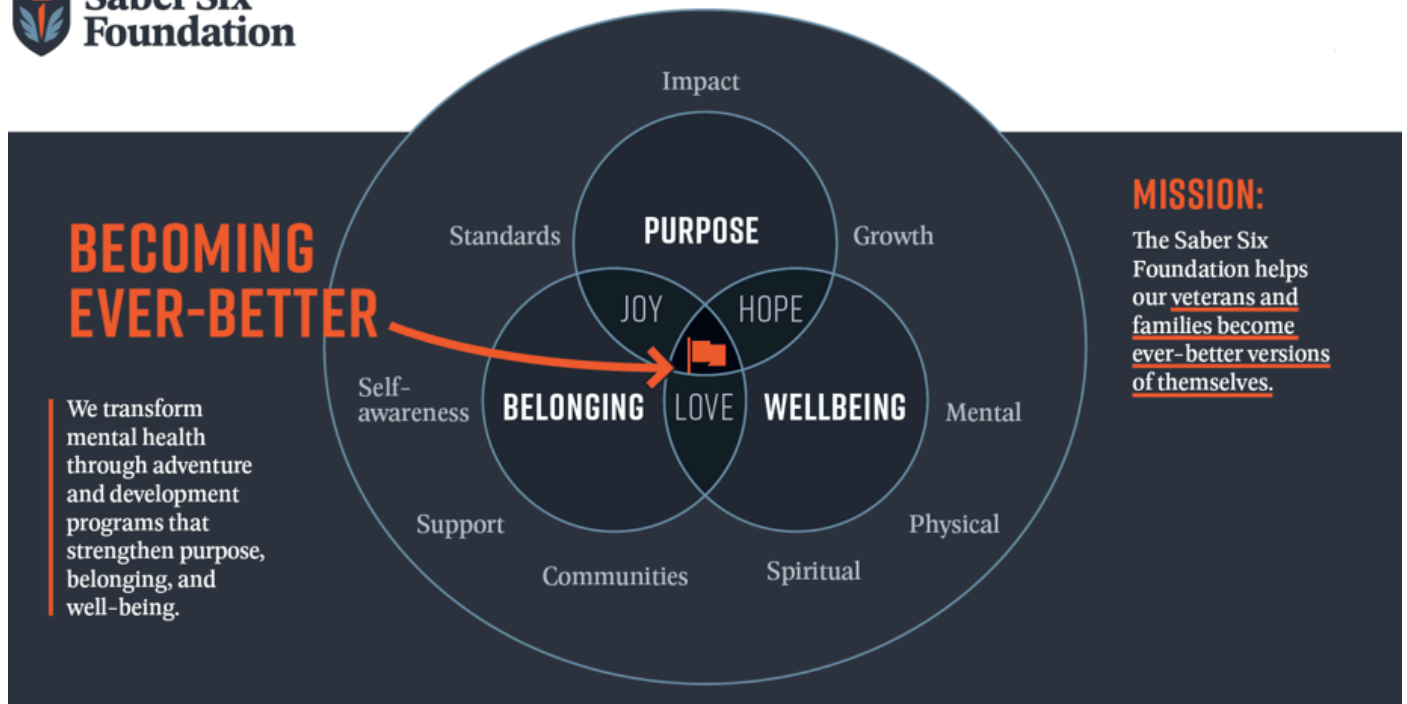 Saber Six
Foundation
Impact
Standards
PURPOSE
Growth
BECOMING
EVER-BETTER
JOY
HOPE
Self-
awareness
BELONGING
LOVE
WELLBEING
Mental
Support
Physical
Communities
Spiritual
We transform
mental health
through adventure
and development
programs that
strengthen purpose,
belonging, and
well-being.
MISSION:
The Saber Six
Foundation helps
our veterans and
families become
ever-better versions
of themselves.